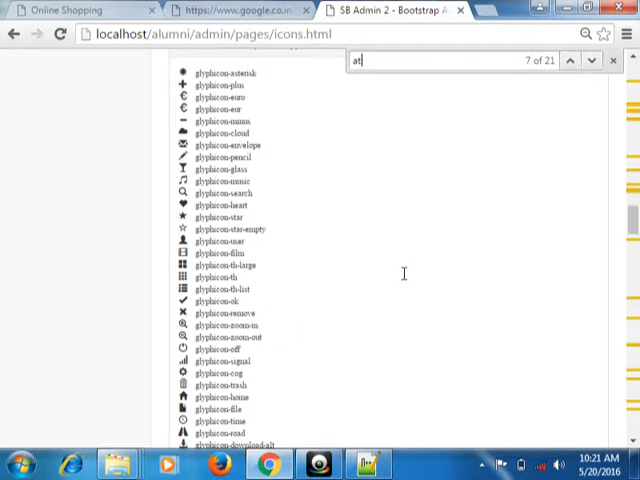 Online Shopping
https://www.google.co.in
SB Admin 2 - Bootstrap A
localhost/alumni/admin/pages/icons.html
at
7 of 21
glyphicon-asterisk
glyphicon-plus
glyphicon-euro
glyphicon-eur
glyphicon-minus
glyphicon-cloud
glyphicon-envelope
glyphicon-pencil
glyphicon-glass
glyphicon-music
glyphicon-search
glyphicon-heart
glyphicon-star
glyphicon-star-empty
glyphicon-user
glyphicon-film
glyphicon-th-large
glyphicon-th
glyphicon-th-list
glyphicon-ok
glyphicon-remove
glyphicon-zoom-in
glyphicon-zoom-out
glyphicon-off
glyphicon-signal
glyphicon-cog
glyphicon-trash
glyphicon-home
glyphicon-file
glyphicon-time
glyphicon-road
glyphicon-download-alt
10:21 AM
5/20/2016